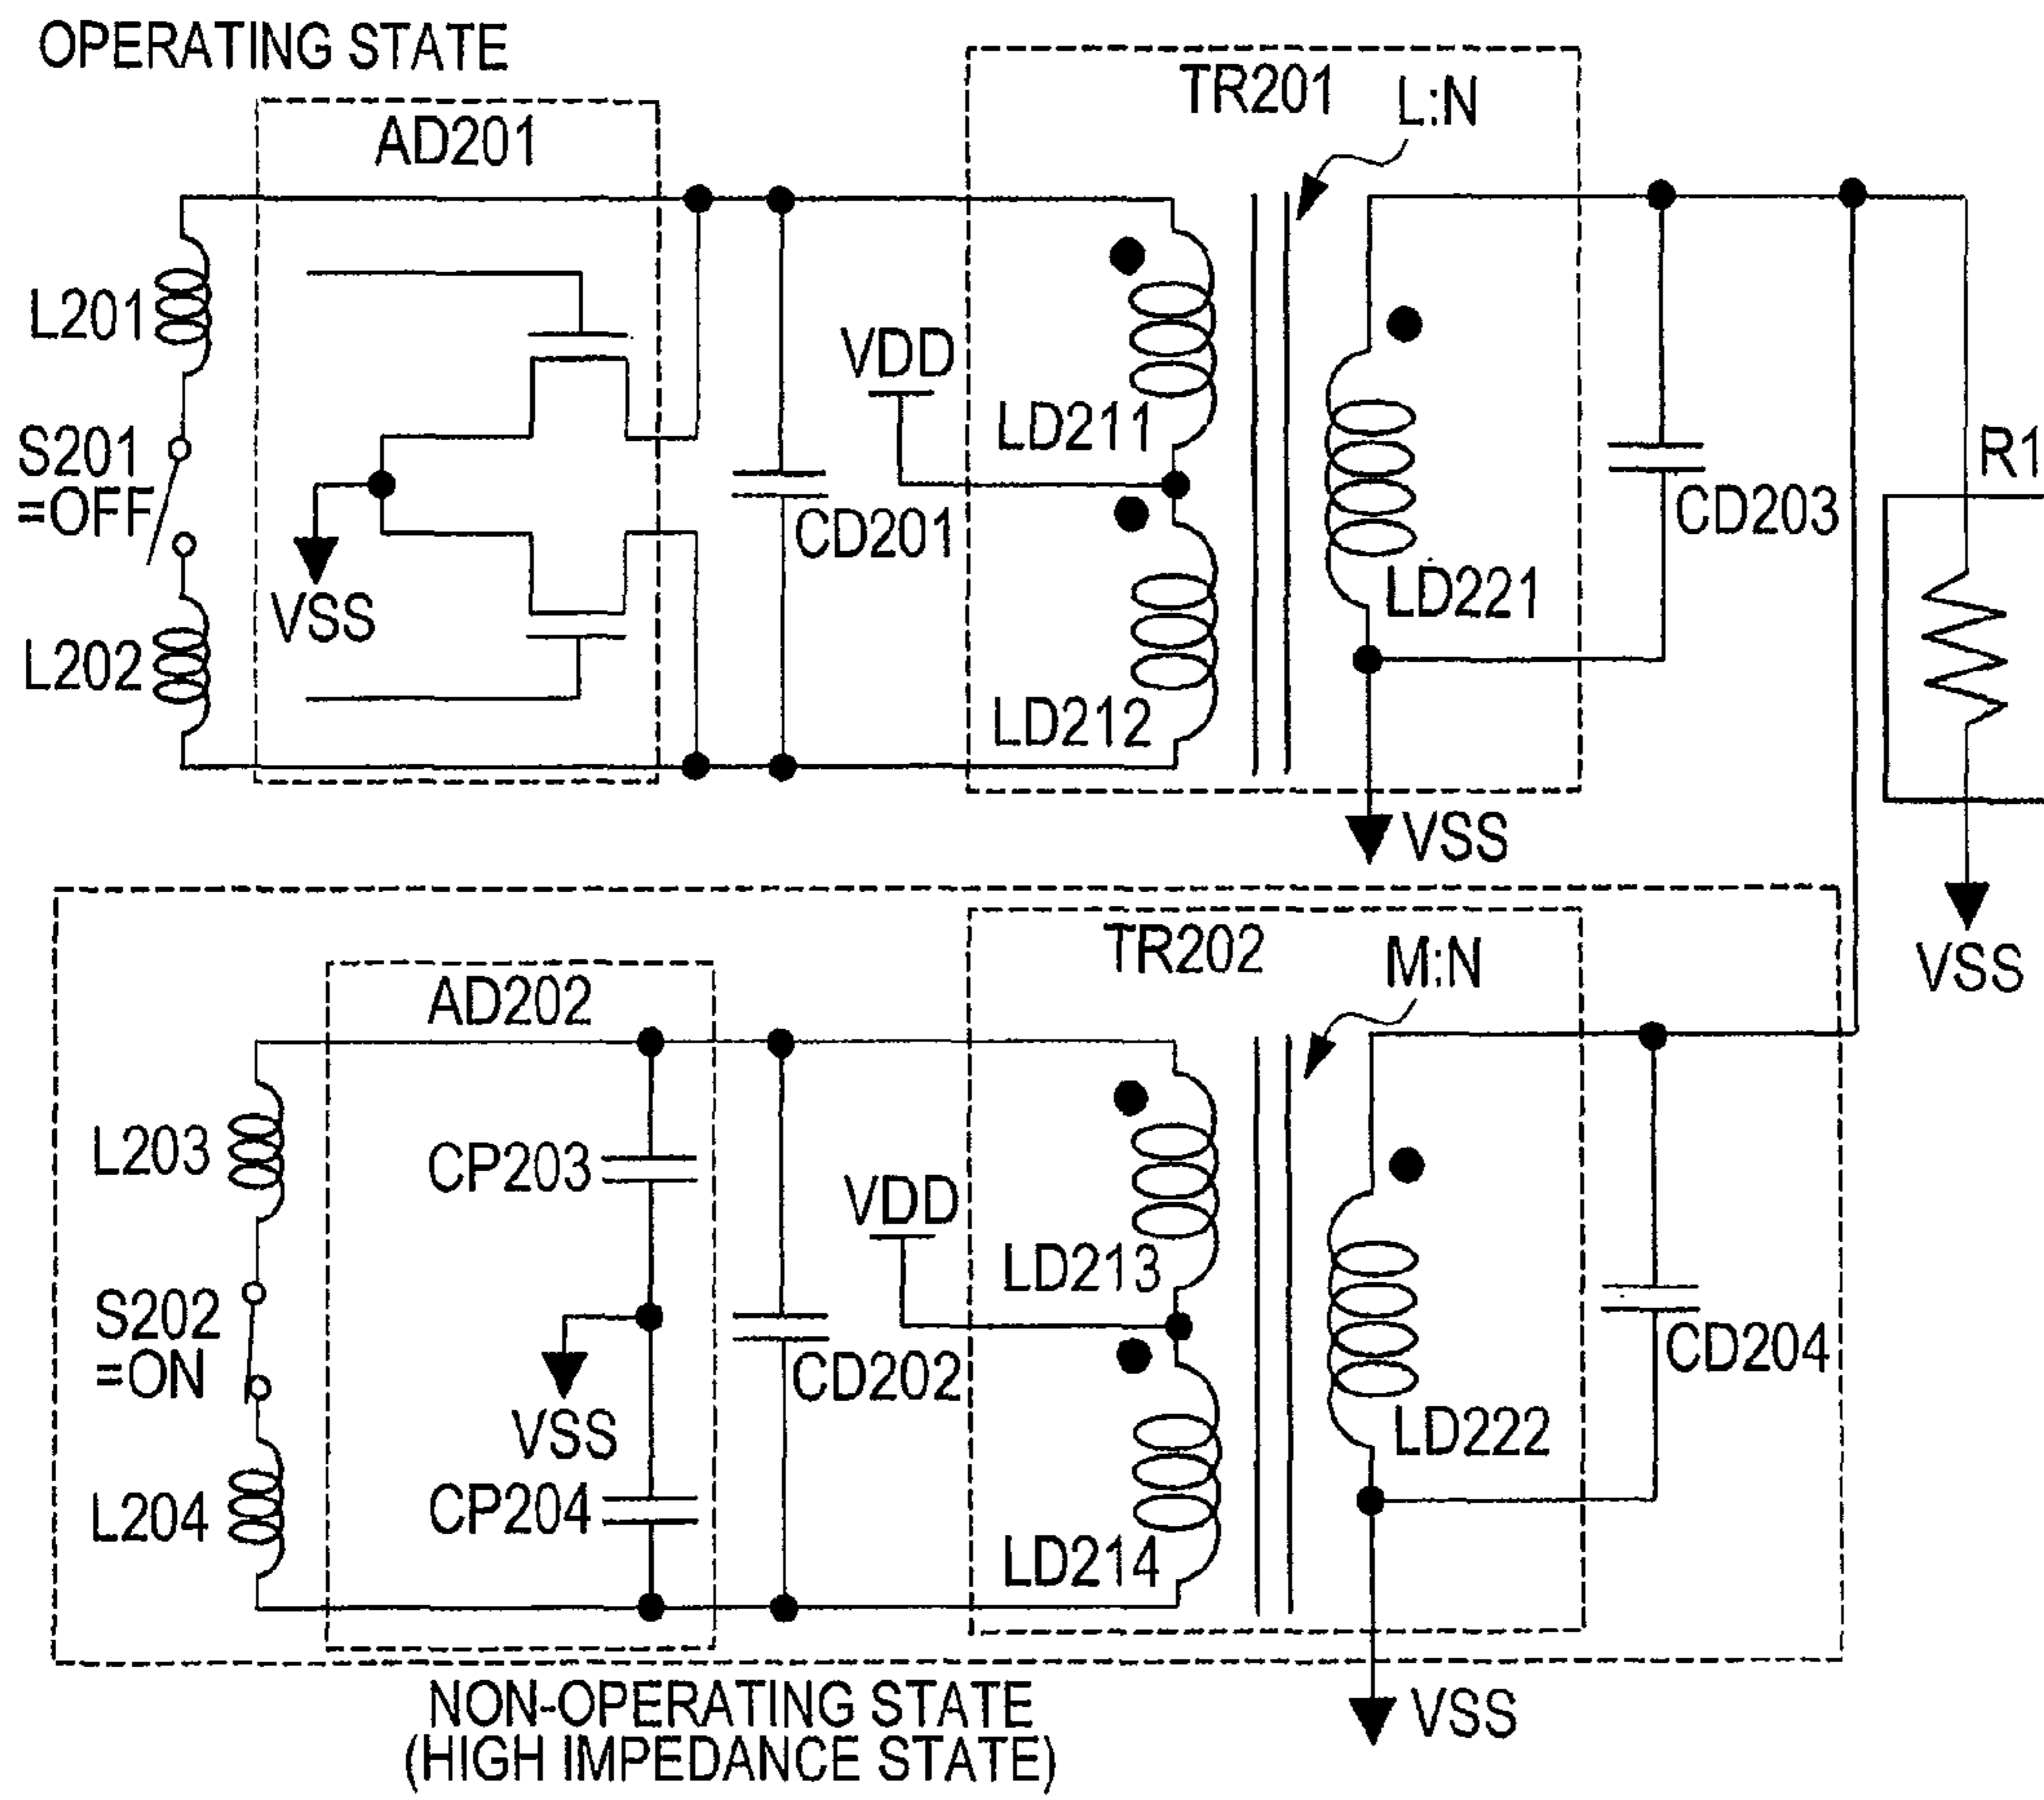 OPERATING STATE
TR201
L:N
AD201
L201
VDD
LD211
R1
S201
=OFF
CD201
CD203
LD221
VSS
L202
LD212
VSS
VSS
TR202
M:N
AD202
L203
CP203
VDD
LD213
S202
=ON
CD202
CD204
VSS
LD222
L204
CP204
LD214
NON-OPERATING STATE
(HIGH IMPEDANCE STATE)
VSS